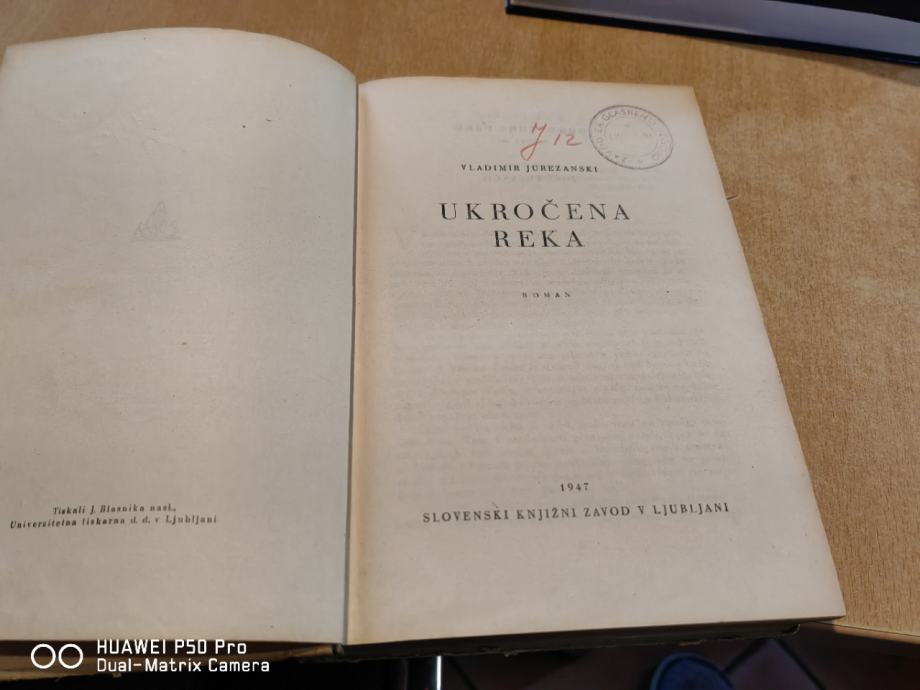 Tiskali J. Blasnika nasl.,
Univerzitetna tiskarna d. d. v Ljubljani
J 12
VLADIMIR JUREZANSKI
UKROČENA
REKA
ROMAN
1947
SLOVENSKI KNJIŽNI ZAVOD V LJUBLJANI
HUAWEI P50 Pro
Dual-Matrix Camera